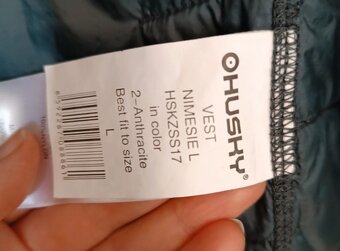 HUSKY
VEST
NIMESIE L
HSKZSS17
in color
2-Anthracite
Best fit to size
L